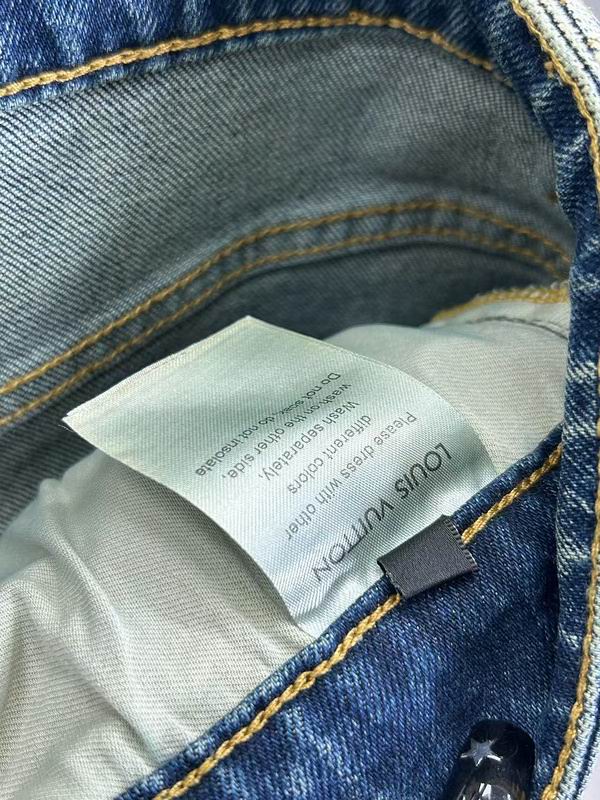 LOUIS VUITTON
Please dress with other
different colors
Wash separately,
wash on the other side,
Do not soak, do not insolate